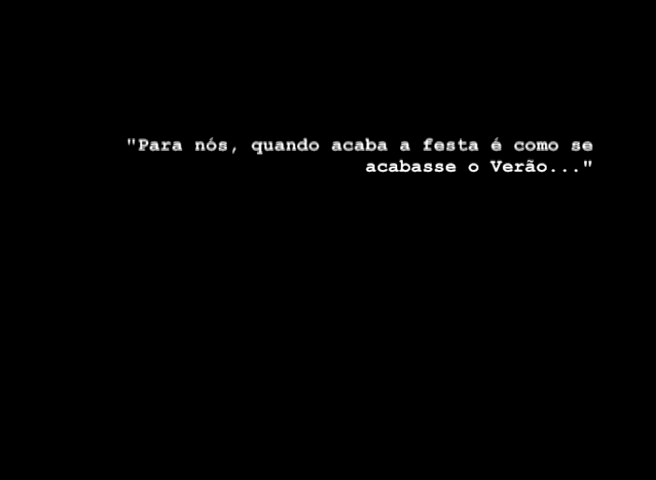 "Para nós, quando acaba a festa é como se
acabasse o Verão..."